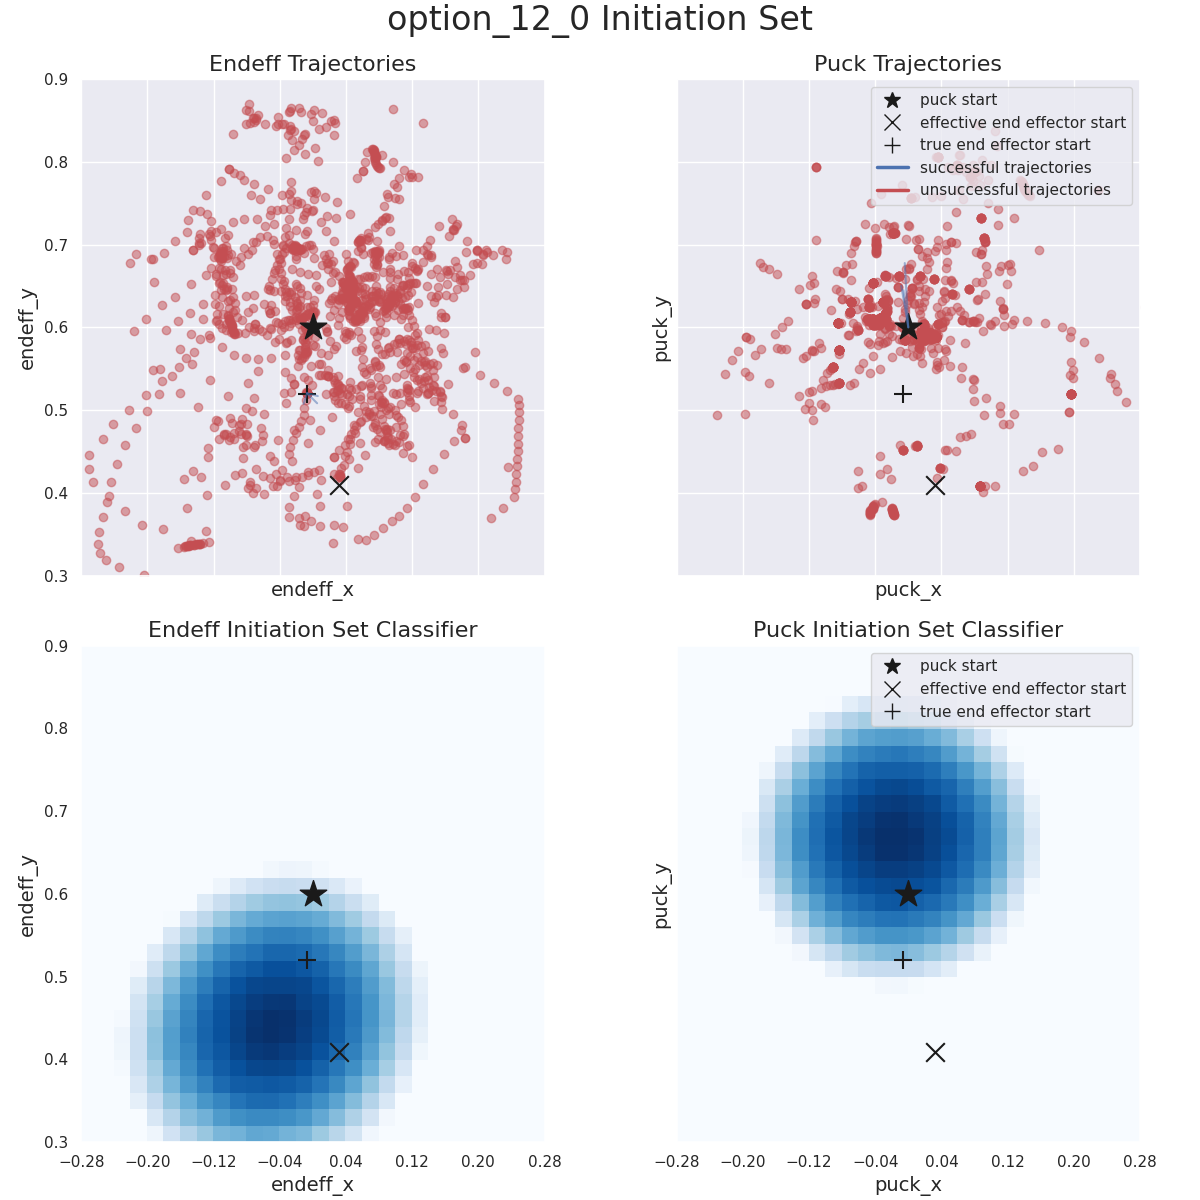 option_12_0 Initiation Set
Endeff Trajectories
0.9
0.8
0.7
0.6
0.5
0.4
0.3
endeff_y
endeff_x
Puck Trajectories
puck start
effective end effector start
true end effector start
successful trajectories
unsuccessful trajectories
puck_y
puck_x
Endeff Initiation Set Classifier
0.9
0.8
0.7
0.6
0.5
0.4
0.3
endeff_y
−0.28 −0.20 −0.12 −0.04 0.04 0.12 0.20 0.28
endeff_x
Puck Initiation Set Classifier
puck start
effective end effector start
true end effector start
puck_y
−0.28 −0.20 −0.12 −0.04 0.04 0.12 0.20 0.28
puck_x